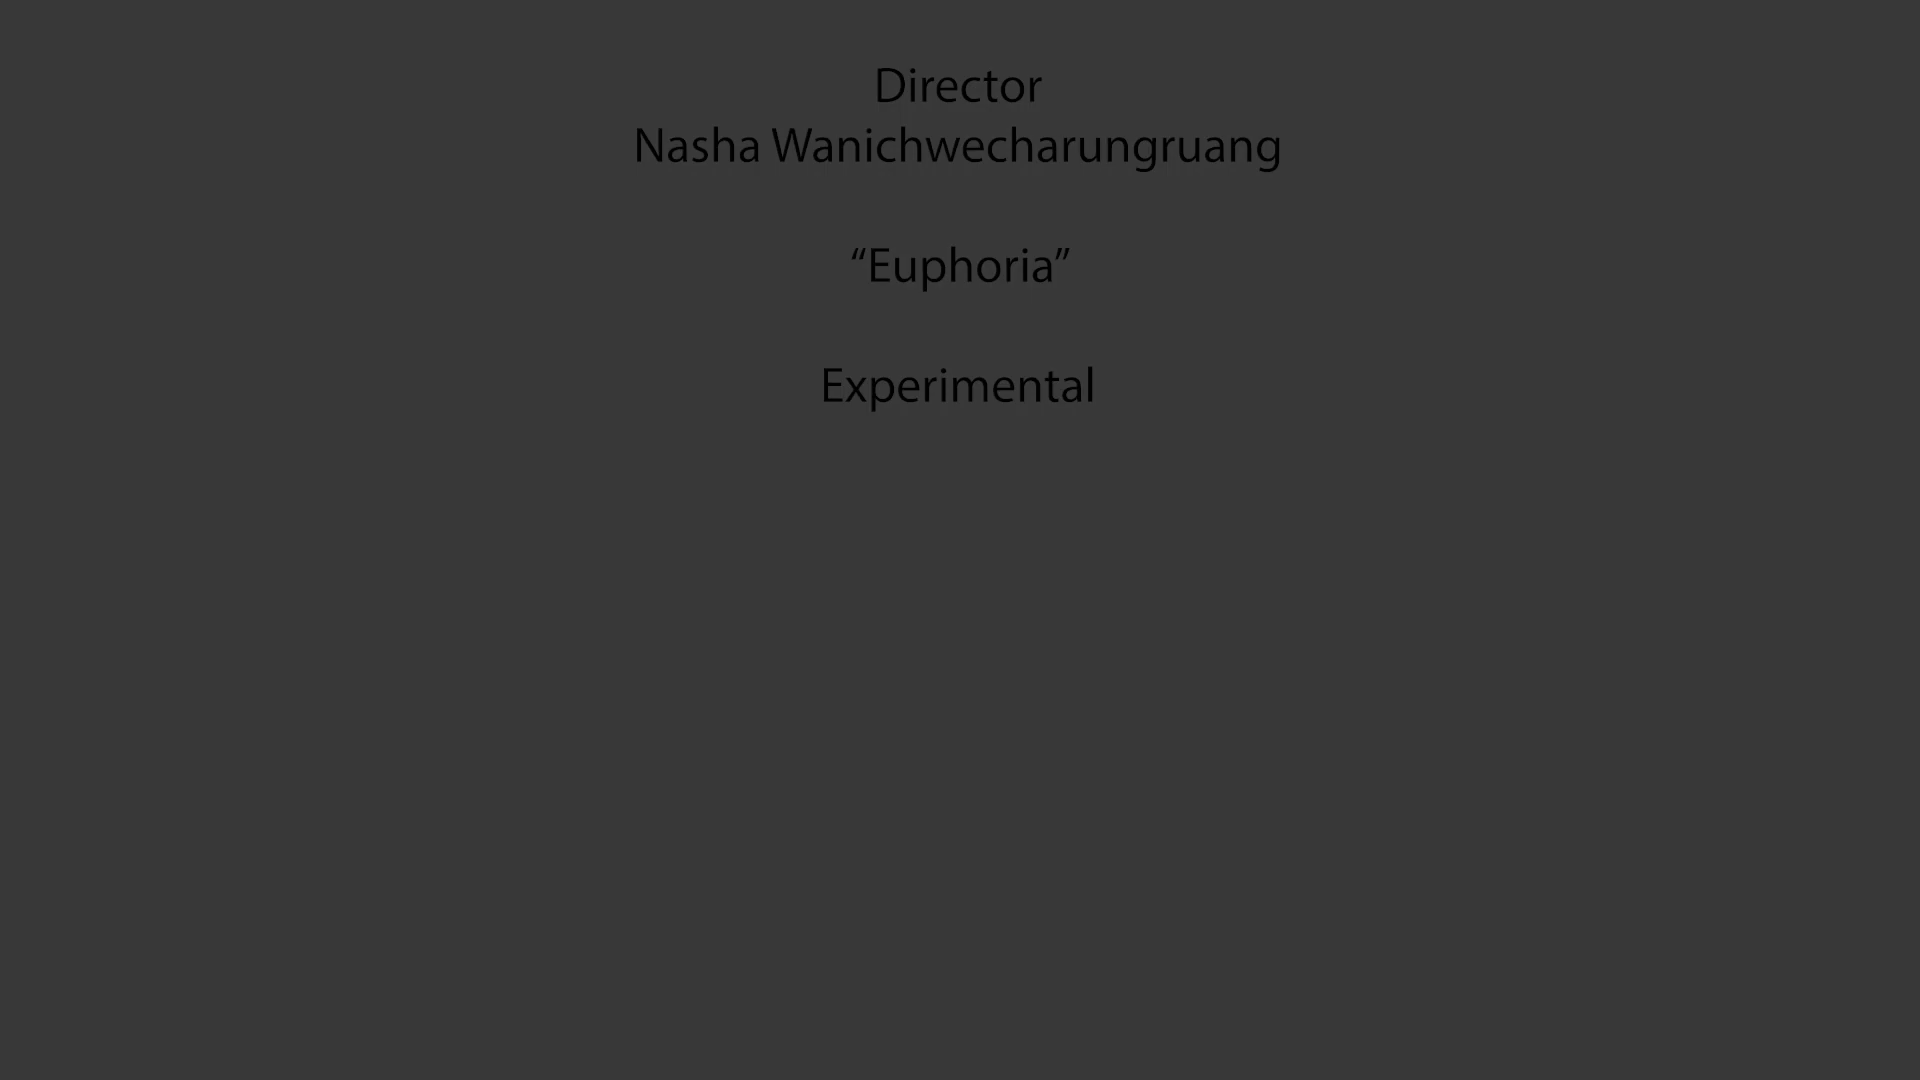 Director
Nasha Wanichwecharungruang
“Euphoria”
Experimental